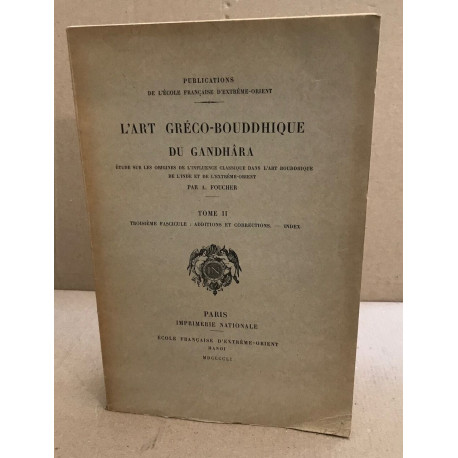 PUBLICATIONS
DE L'ÉCOLE FRANÇAISE D'EXTRÊME-ORIENT
L'ART GRÉCO-BOUDDHIQUE
DU GANDHÂRA
ÉTUDE SUR LES ORIGINES DE L'INFLUENCE CLASSIQUE DANS L'ART BOUDDHIQUE
DE L'INDE ET DE L'EXTRÊME-ORIENT
PAR A. FOUCHER
TOME II
TROISIÈME FASCICULE : ADDITIONS ET CORRECTIONS. — INDEX
PARIS
IMPRIMERIE NATIONALE
ÉCOLE FRANÇAISE D'EXTRÊME-ORIENT
HANOI